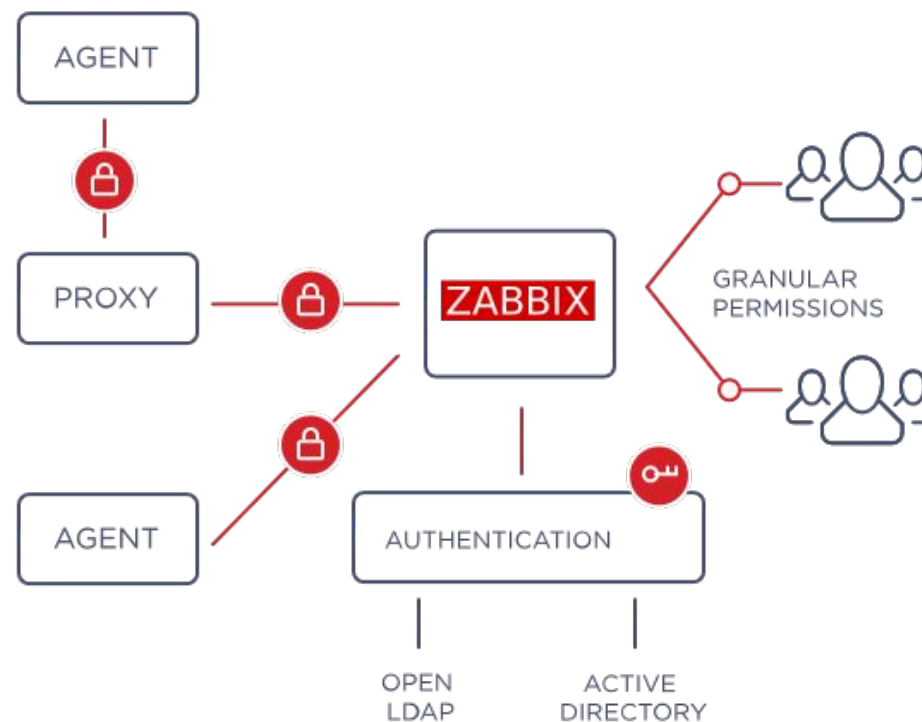 AGENT
PROXY
ZABBIX
GRANULAR
PERMISSIONS
AGENT
AUTHENTICATION
OPEN
LDAP
ACTIVE
DIRECTORY